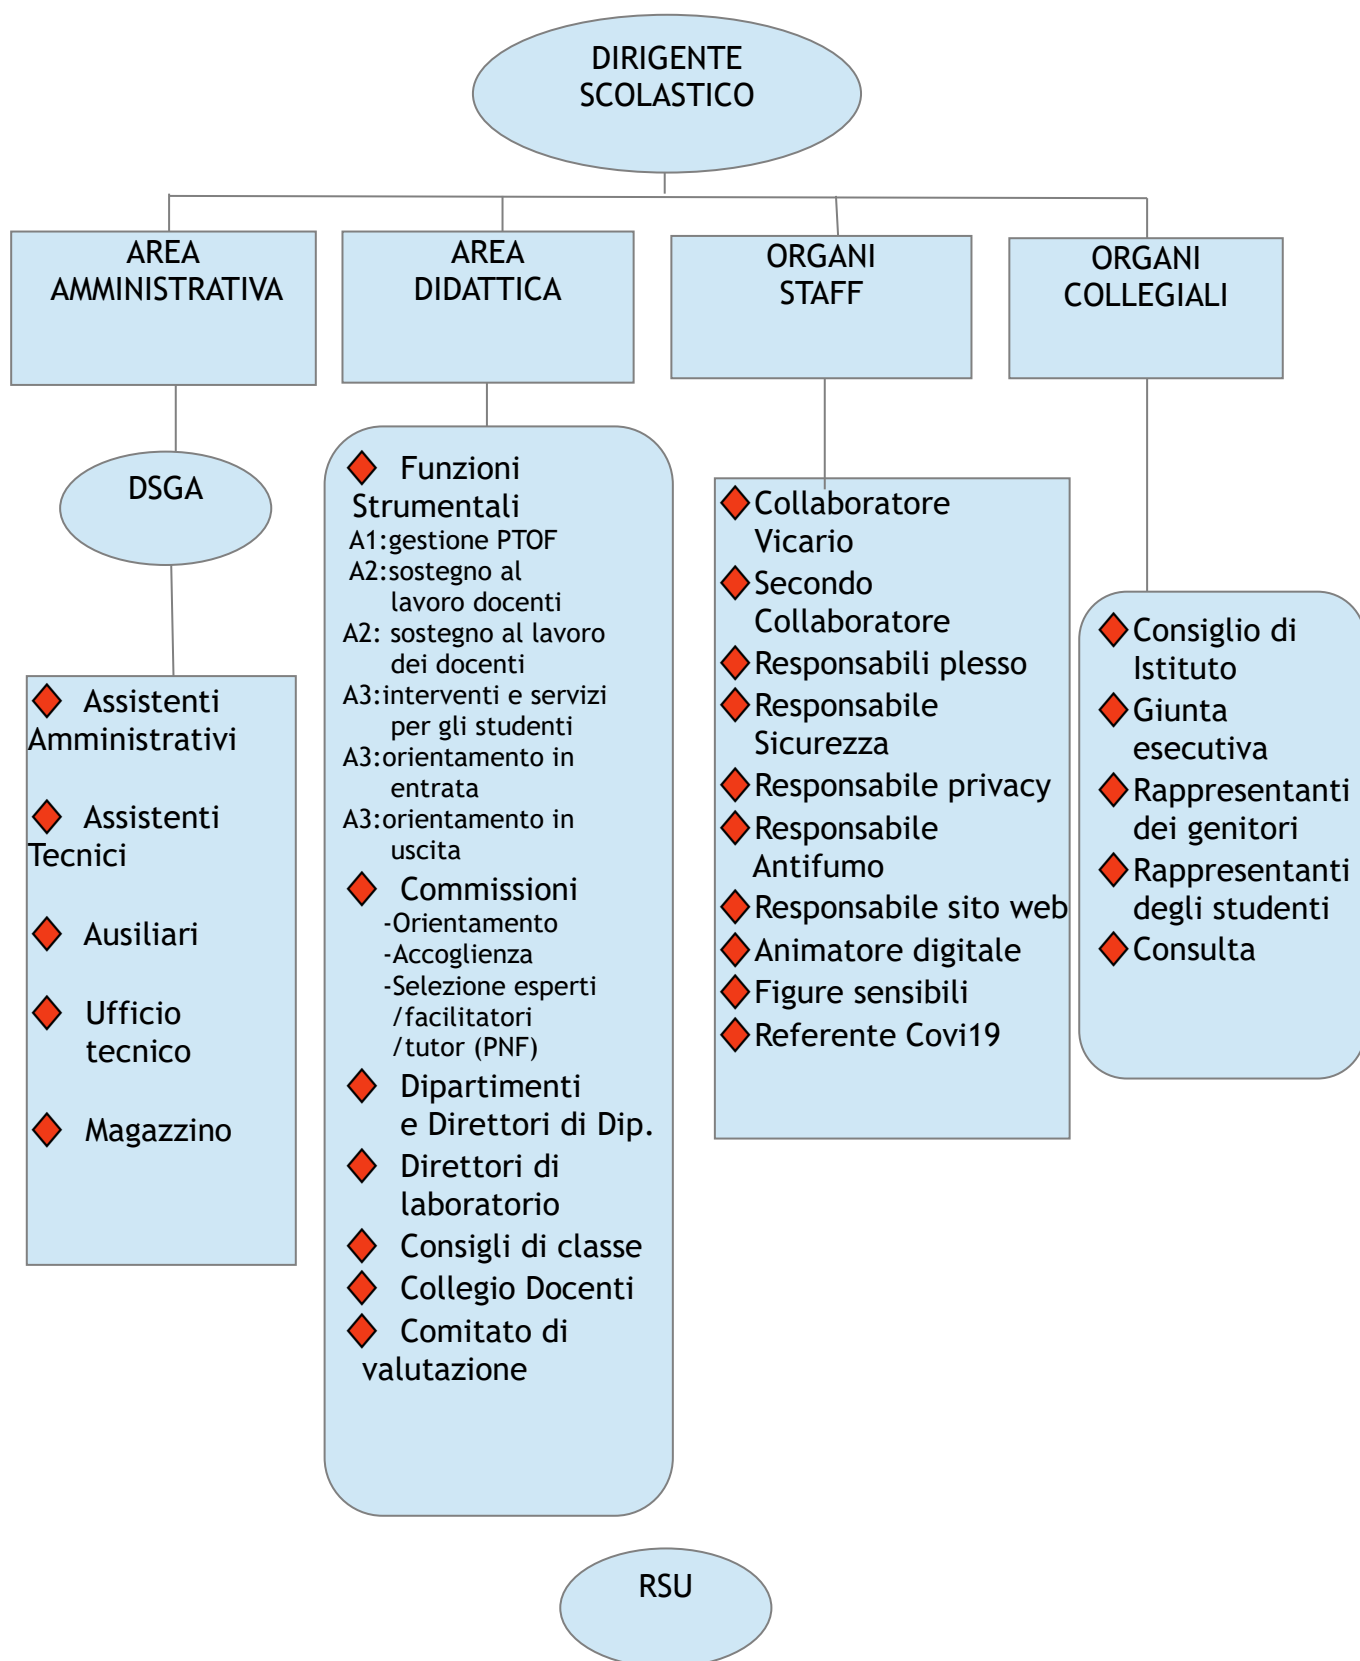 DIRIGENTE
SCOLASTICO
AREA
AMMINISTRATIVA
AREA
DIDATTICA
ORGANI
STAFF
ORGANI
COLLEGIALI
DSGA
Assistenti
Amministrativi
Assistenti
Tecnici
Ausiliari
Ufficio
tecnico
Magazzino
Funzioni
Strumentali
A1:gestione PTOF
A2:sostegno al
lavoro docenti
A2: sostegno al lavoro
dei docenti
A3:interventi e servizi
per gli studenti
A3:orientamento in
entrata
A3:orientamento in
uscita
Commissioni
-Orientamento
-Accoglienza
-Selezione esperti
/facilitatori
/tutor (PNF)
Dipartimenti
e Direttori di Dip.
Direttori di
laboratorio
Consigli di classe
Collegio Docenti
Comitato di
valutazione
Collaboratore
Vicario
Secondo
Collaboratore
Responsabili plesso
Responsabile
Sicurezza
Responsabile privacy
Responsabile
Antifumo
Responsabile sito web
Animatore digitale
Figure sensibili
Referente Covi19
Consiglio di
Istituto
Giunta
esecutiva
Rappresentanti
dei genitori
Rappresentanti
degli studenti
Consulta
RSU